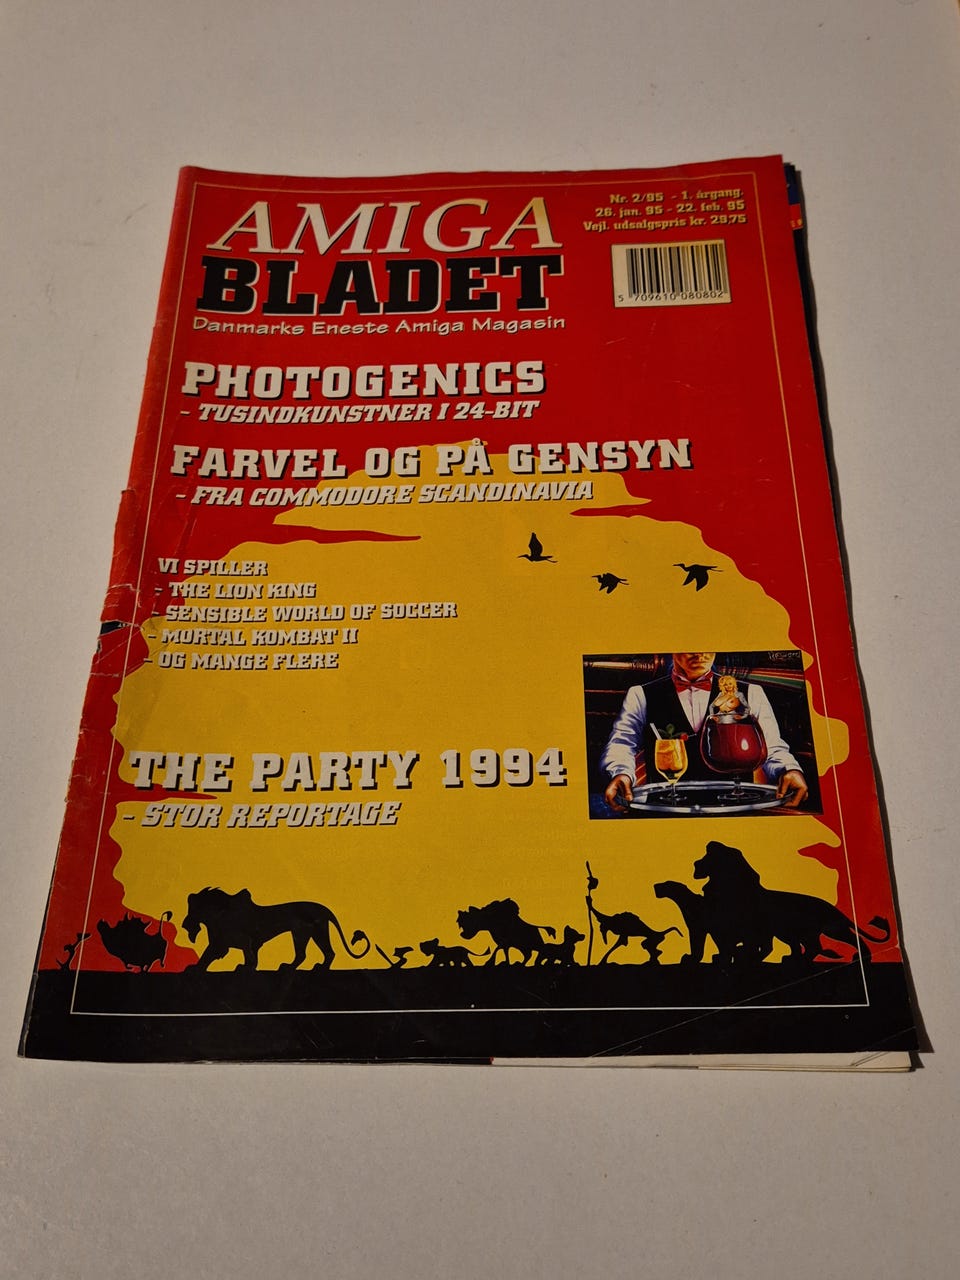 AMIGA
BLADET
Danmarks Eneste Amiga Magasin
Nr. 2/95 - 1. årgang.
26. jan. 95 - 22. feb. 95
Vejl. udsalgspris kr. 29,75
5 709610 080802
PHOTOGENICS
- TUSINDKUNSTNER I 24-BIT
FARVEL OG PÅ GENSYN
- FRA COMMODORE SCANDINAVIA
VI SPILLER
- THE LION KING
- SENSIBLE WORLD OF SOCCER
- MORTAL KOMBAT II
- OG MANGE FLERE
THE PARTY 1994
- STOR REPORTAGE